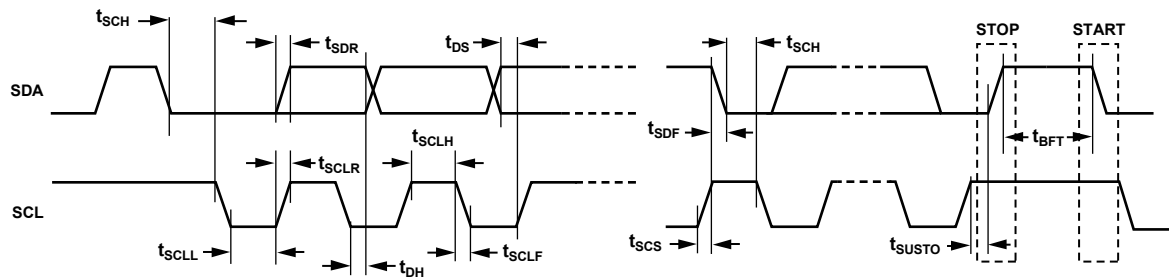 STOP START
tSCH tSDR tDS tSCH
SDA
tSDF tBFT
tSCLR tSCLH
SCL
tSCLL tDH tSCLF tSCS tSUSTO